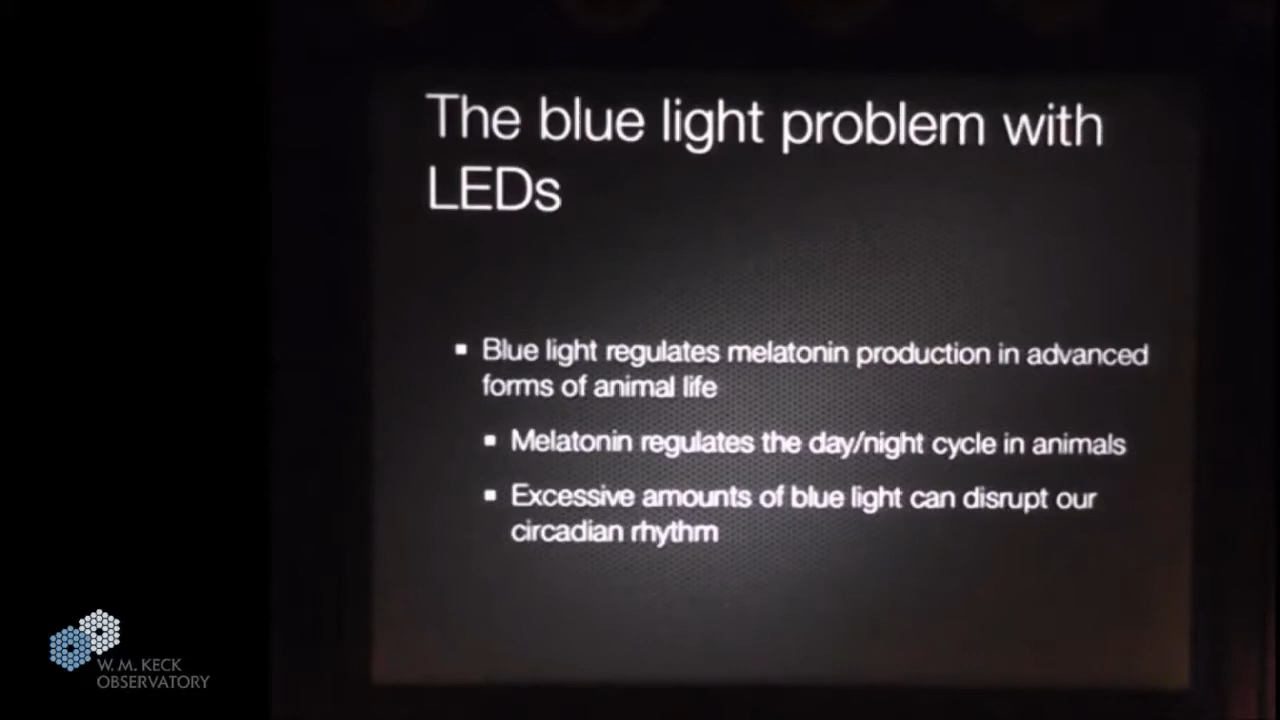 The blue light problem with
LEDs
▪ Blue light regulates melatonin production in advanced
forms of animal life
▪ Melatonin regulates the day/night cycle in animals
▪ Excessive amounts of blue light can disrupt our
circadian rhythm
W. M. KECK
OBSERVATORY